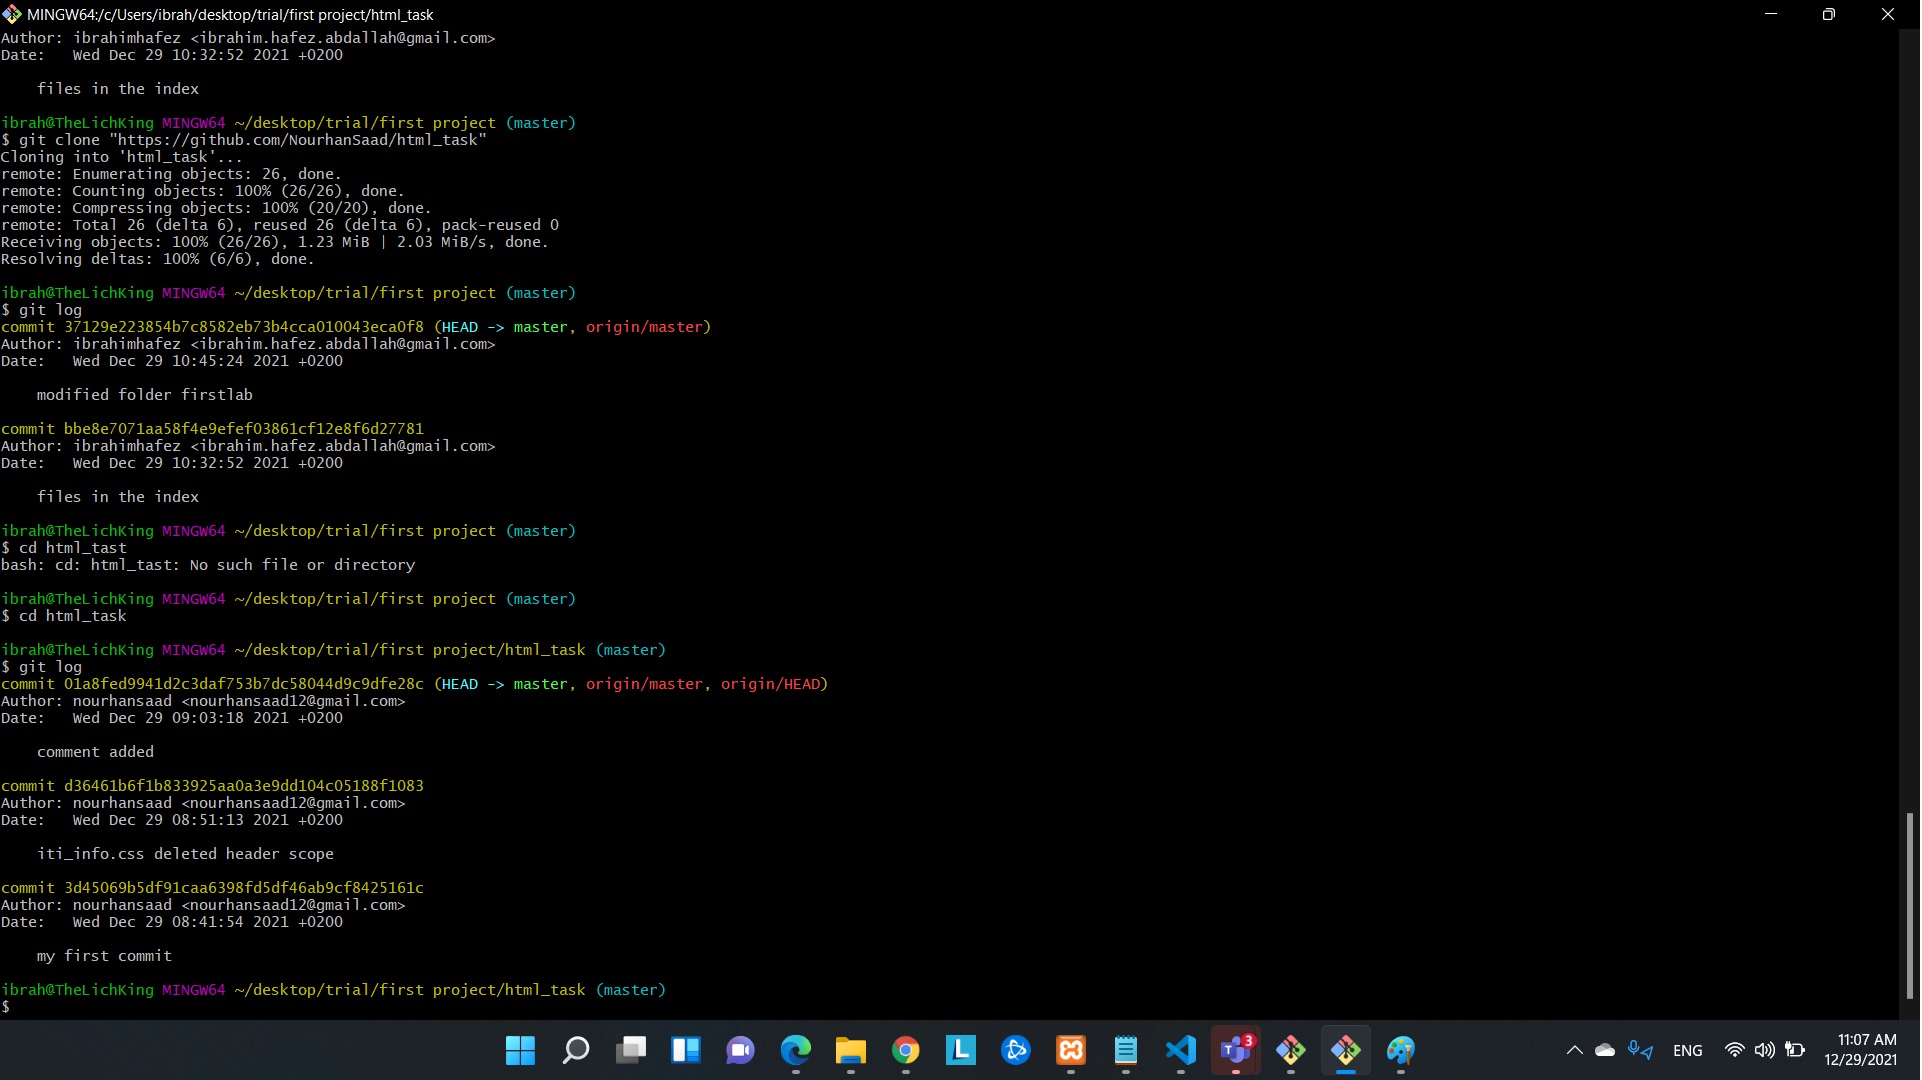 MINGW64:/c/Users/ibrah/desktop/trial/first project/html_task
Author: ibrahimhafez <ibrahim.hafez.abdallah@gmail.com>
Date:   Wed Dec 29 10:32:52 2021 +0200
files in the index
ibrah@TheLichKing MINGW64 ~/desktop/trial/first project (master)
$ git clone "https://github.com/NourhanSaad/html_task"
Cloning into 'html_task'...
remote: Enumerating objects: 26, done.
remote: Counting objects: 100% (26/26), done.
remote: Compressing objects: 100% (20/20), done.
remote: Total 26 (delta 6), reused 26 (delta 6), pack-reused 0
Receiving objects: 100% (26/26), 1.23 MiB | 2.03 MiB/s, done.
Resolving deltas: 100% (6/6), done.
ibrah@TheLichKing MINGW64 ~/desktop/trial/first project (master)
$ git log
commit 37129e223854b7c8582eb73b4cca010043eca0f8 (HEAD -> master, origin/master)
Author: ibrahimhafez <ibrahim.hafez.abdallah@gmail.com>
Date:   Wed Dec 29 10:45:24 2021 +0200
modified folder firstlab
commit bbe8e7071aa58f4e9efef03861cf12e8f6d27781
Author: ibrahimhafez <ibrahim.hafez.abdallah@gmail.com>
Date:   Wed Dec 29 10:32:52 2021 +0200
files in the index
ibrah@TheLichKing MINGW64 ~/desktop/trial/first project (master)
$ cd html_tast
bash: cd: html_tast: No such file or directory
ibrah@TheLichKing MINGW64 ~/desktop/trial/first project (master)
$ cd html_task
ibrah@TheLichKing MINGW64 ~/desktop/trial/first project/html_task (master)
$ git log
commit 01a8fed9941d2c3daf753b7dc58044d9c9dfe28c (HEAD -> master, origin/master, origin/HEAD)
Author: nourhansaad <nourhansaad12@gmail.com>
Date:   Wed Dec 29 09:03:18 2021 +0200
comment added
commit d36461b6f1b833925aa0a3e9dd104c05188f1083
Author: nourhansaad <nourhansaad12@gmail.com>
Date:   Wed Dec 29 08:51:13 2021 +0200
iti_info.css deleted header scope
commit 3d45069b5df91caa6398fd5df46ab9cf8425161c
Author: nourhansaad <nourhansaad12@gmail.com>
Date:   Wed Dec 29 08:41:54 2021 +0200
my first commit
ibrah@TheLichKing MINGW64 ~/desktop/trial/first project/html_task (master)
$
L
T 3
ENG
11:07 AM
12/29/2021